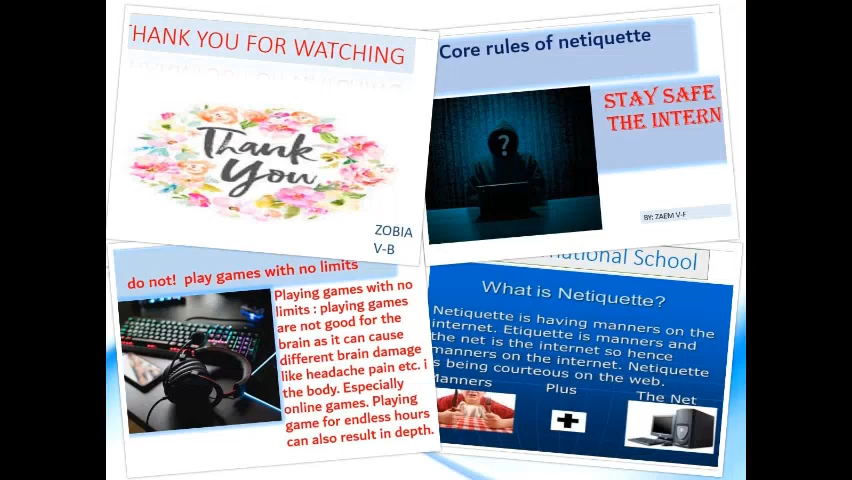 THANK YOU FOR WATCHING
Thank
You
ZOBIA
V-B
Core rules of netiquette
STAY SAFE
THE INTERN
BY: ZAEM V-F
do not! play games with no limits
Playing games with no
limits : playing games
are not good for the
brain as it can cause
different brain damage
like headache pain etc. i
the body. Especially
online games. Playing
game for endless hours
can also result in depth.
national School
What is Netiquette?
Netiquette is having manners on the
internet. Etiquette is manners and
the net is the internet so hence
manners on the internet. Netiquette
is being courteous on the web.
Manners
Plus
The Net